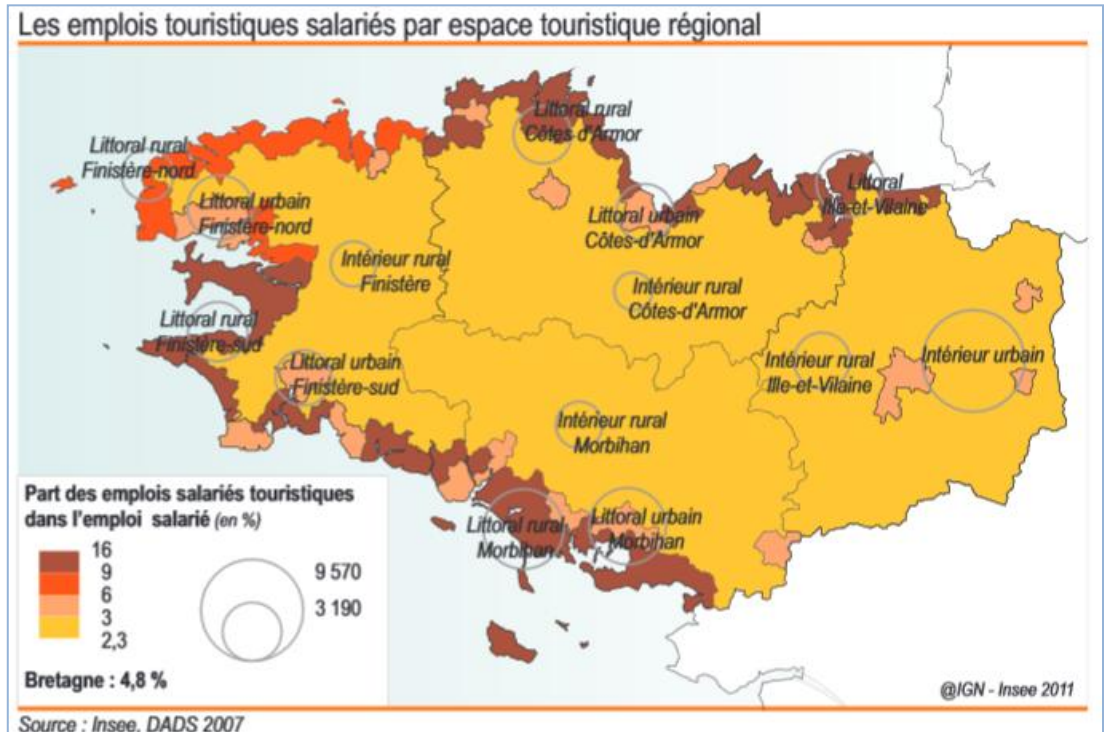 Les emplois touristiques salariés par espace touristique régional
Littoral rural
Finistère-nord
Littoral urbain
Finistère-nord
Littoral rural
Côtes-d'Armor
Littoral urbain
Côtes-d'Armor
Littoral
Ille-et-Vilaine
Intérieur rural
Finistère
Intérieur rural
Côtes-d'Armor
Littoral rural
Finistère-sud
Littoral urbain
Finistère-sud
Intérieur rural
Ille-et-Vilaine
Intérieur urbain
Intérieur rural
Morbihan
Littoral rural
Morbihan
Littoral urbain
Morbihan
Part des emplois salariés touristiques
dans l'emploi salarié (en %)
16
9
6
3
2,3
9 570
3 190
Bretagne : 4,8 %
@IGN - Insee 2011
Source : Insee, DADS 2007